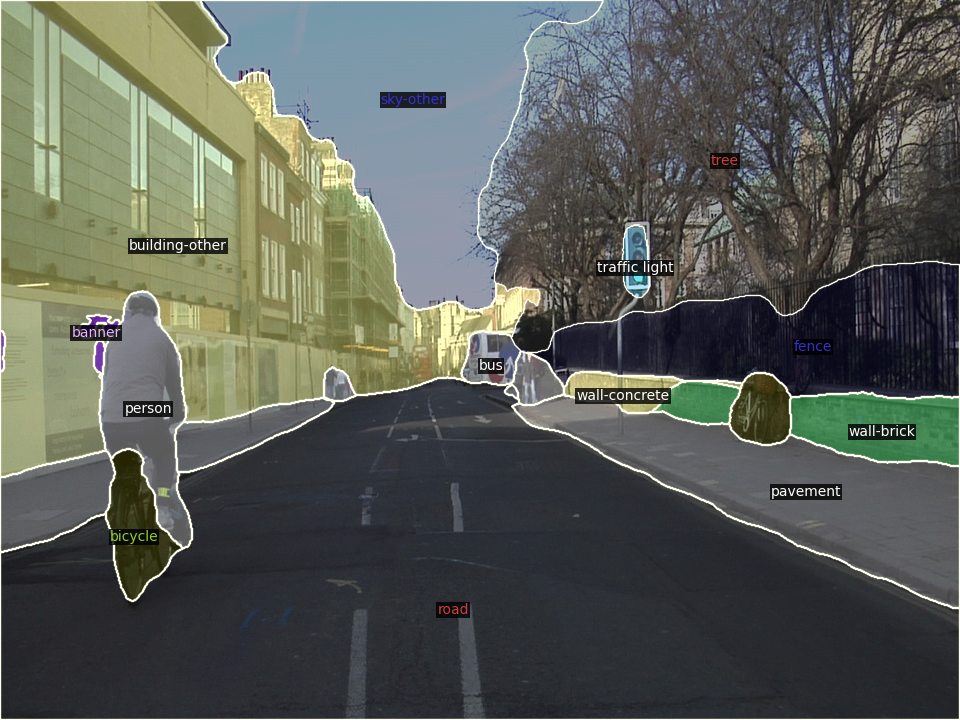 sky-other
tree
building-other
traffic light
banner
fence
bus
wall-concrete
person
wall-brick
pavement
bicycle
road